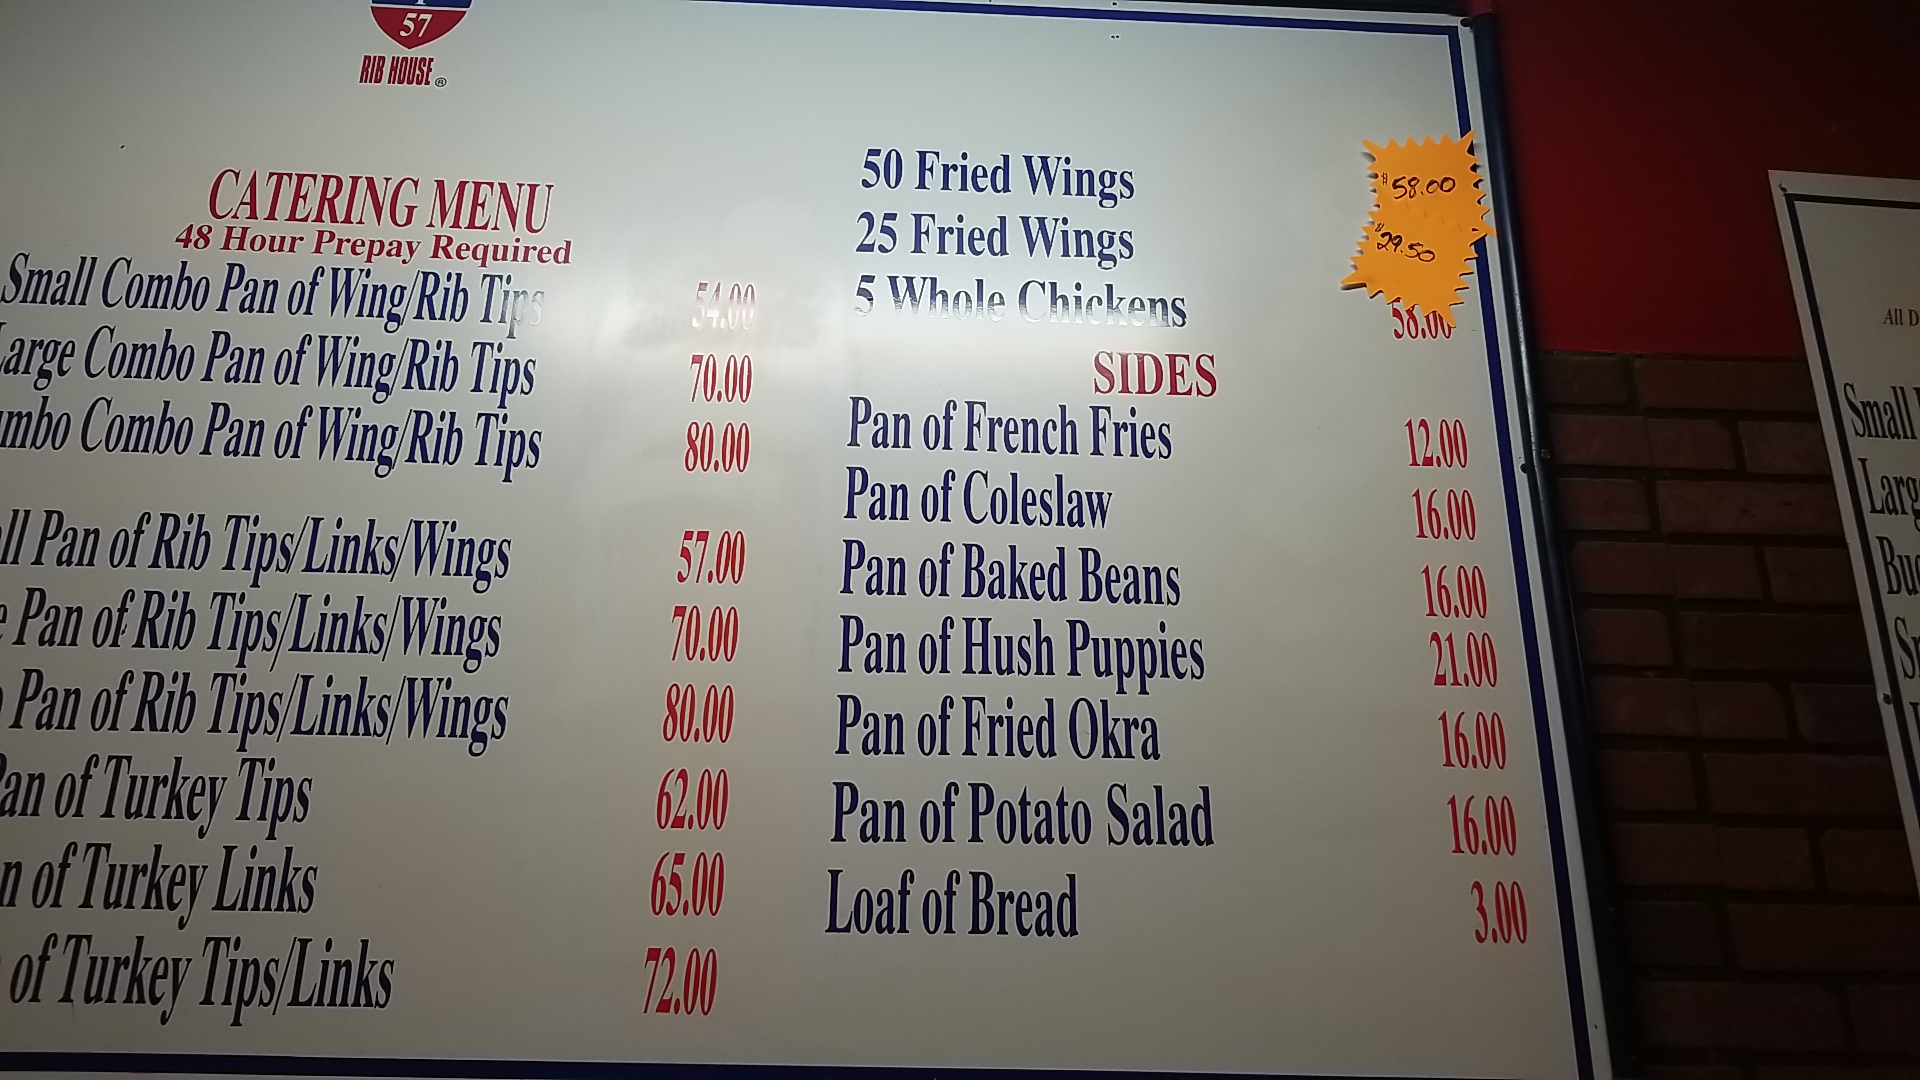 57
RIB HOUSE ®
CATERING MENU
48 Hour Prepay Required
Small Combo Pan of Wing/Rib Tips 54.00
Large Combo Pan of Wing/Rib Tips 70.00
mbo Combo Pan of Wing/Rib Tips 80.00
ll Pan of Rib Tips/Links/Wings 57.00
e Pan of Rib Tips/Links/Wings 70.00
Pan of Rib Tips/Links/Wings 80.00
Pan of Turkey Tips 62.00
n of Turkey Links 65.00
of Turkey Tips/Links 72.00
50 Fried Wings $58.00
25 Fried Wings $29.50
5 Whole Chickens 58.00
SIDES
Pan of French Fries 12.00
Pan of Coleslaw 16.00
Pan of Baked Beans 16.00
Pan of Hush Puppies 21.00
Pan of Fried Okra 16.00
Pan of Potato Salad 16.00
Loaf of Bread 3.00
All D
Small
Larg